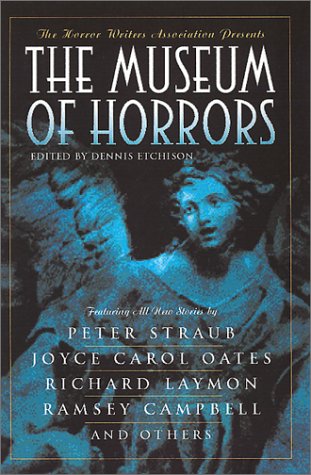 The Horror Writers Association Presents
THE MUSEUM
OF HORRORS
EDITED BY DENNIS ETCHISON
Featuring All New Stories by
PETER STRAUB
JOYCE CAROL OATES
RICHARD LAYMON
RAMSEY CAMPBELL
AND OTHERS